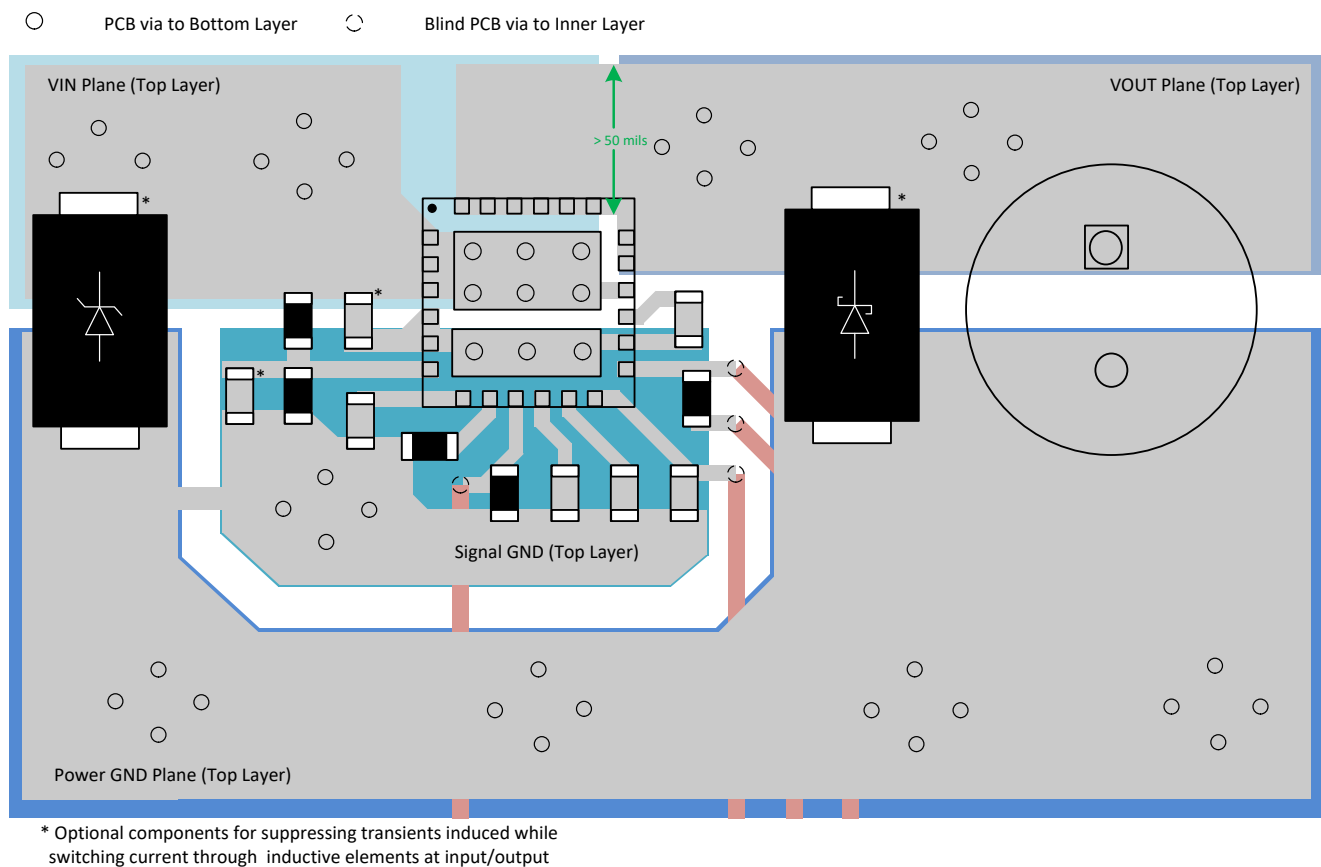 PCB via to Bottom Layer
Blind PCB via to Inner Layer
VIN Plane (Top Layer)
VOUT Plane (Top Layer)
> 50 mils
*
*
*
*
Signal GND (Top Layer)
Power GND Plane (Top Layer)
* Optional components for suppressing transients induced while
switching current through inductive elements at input/output